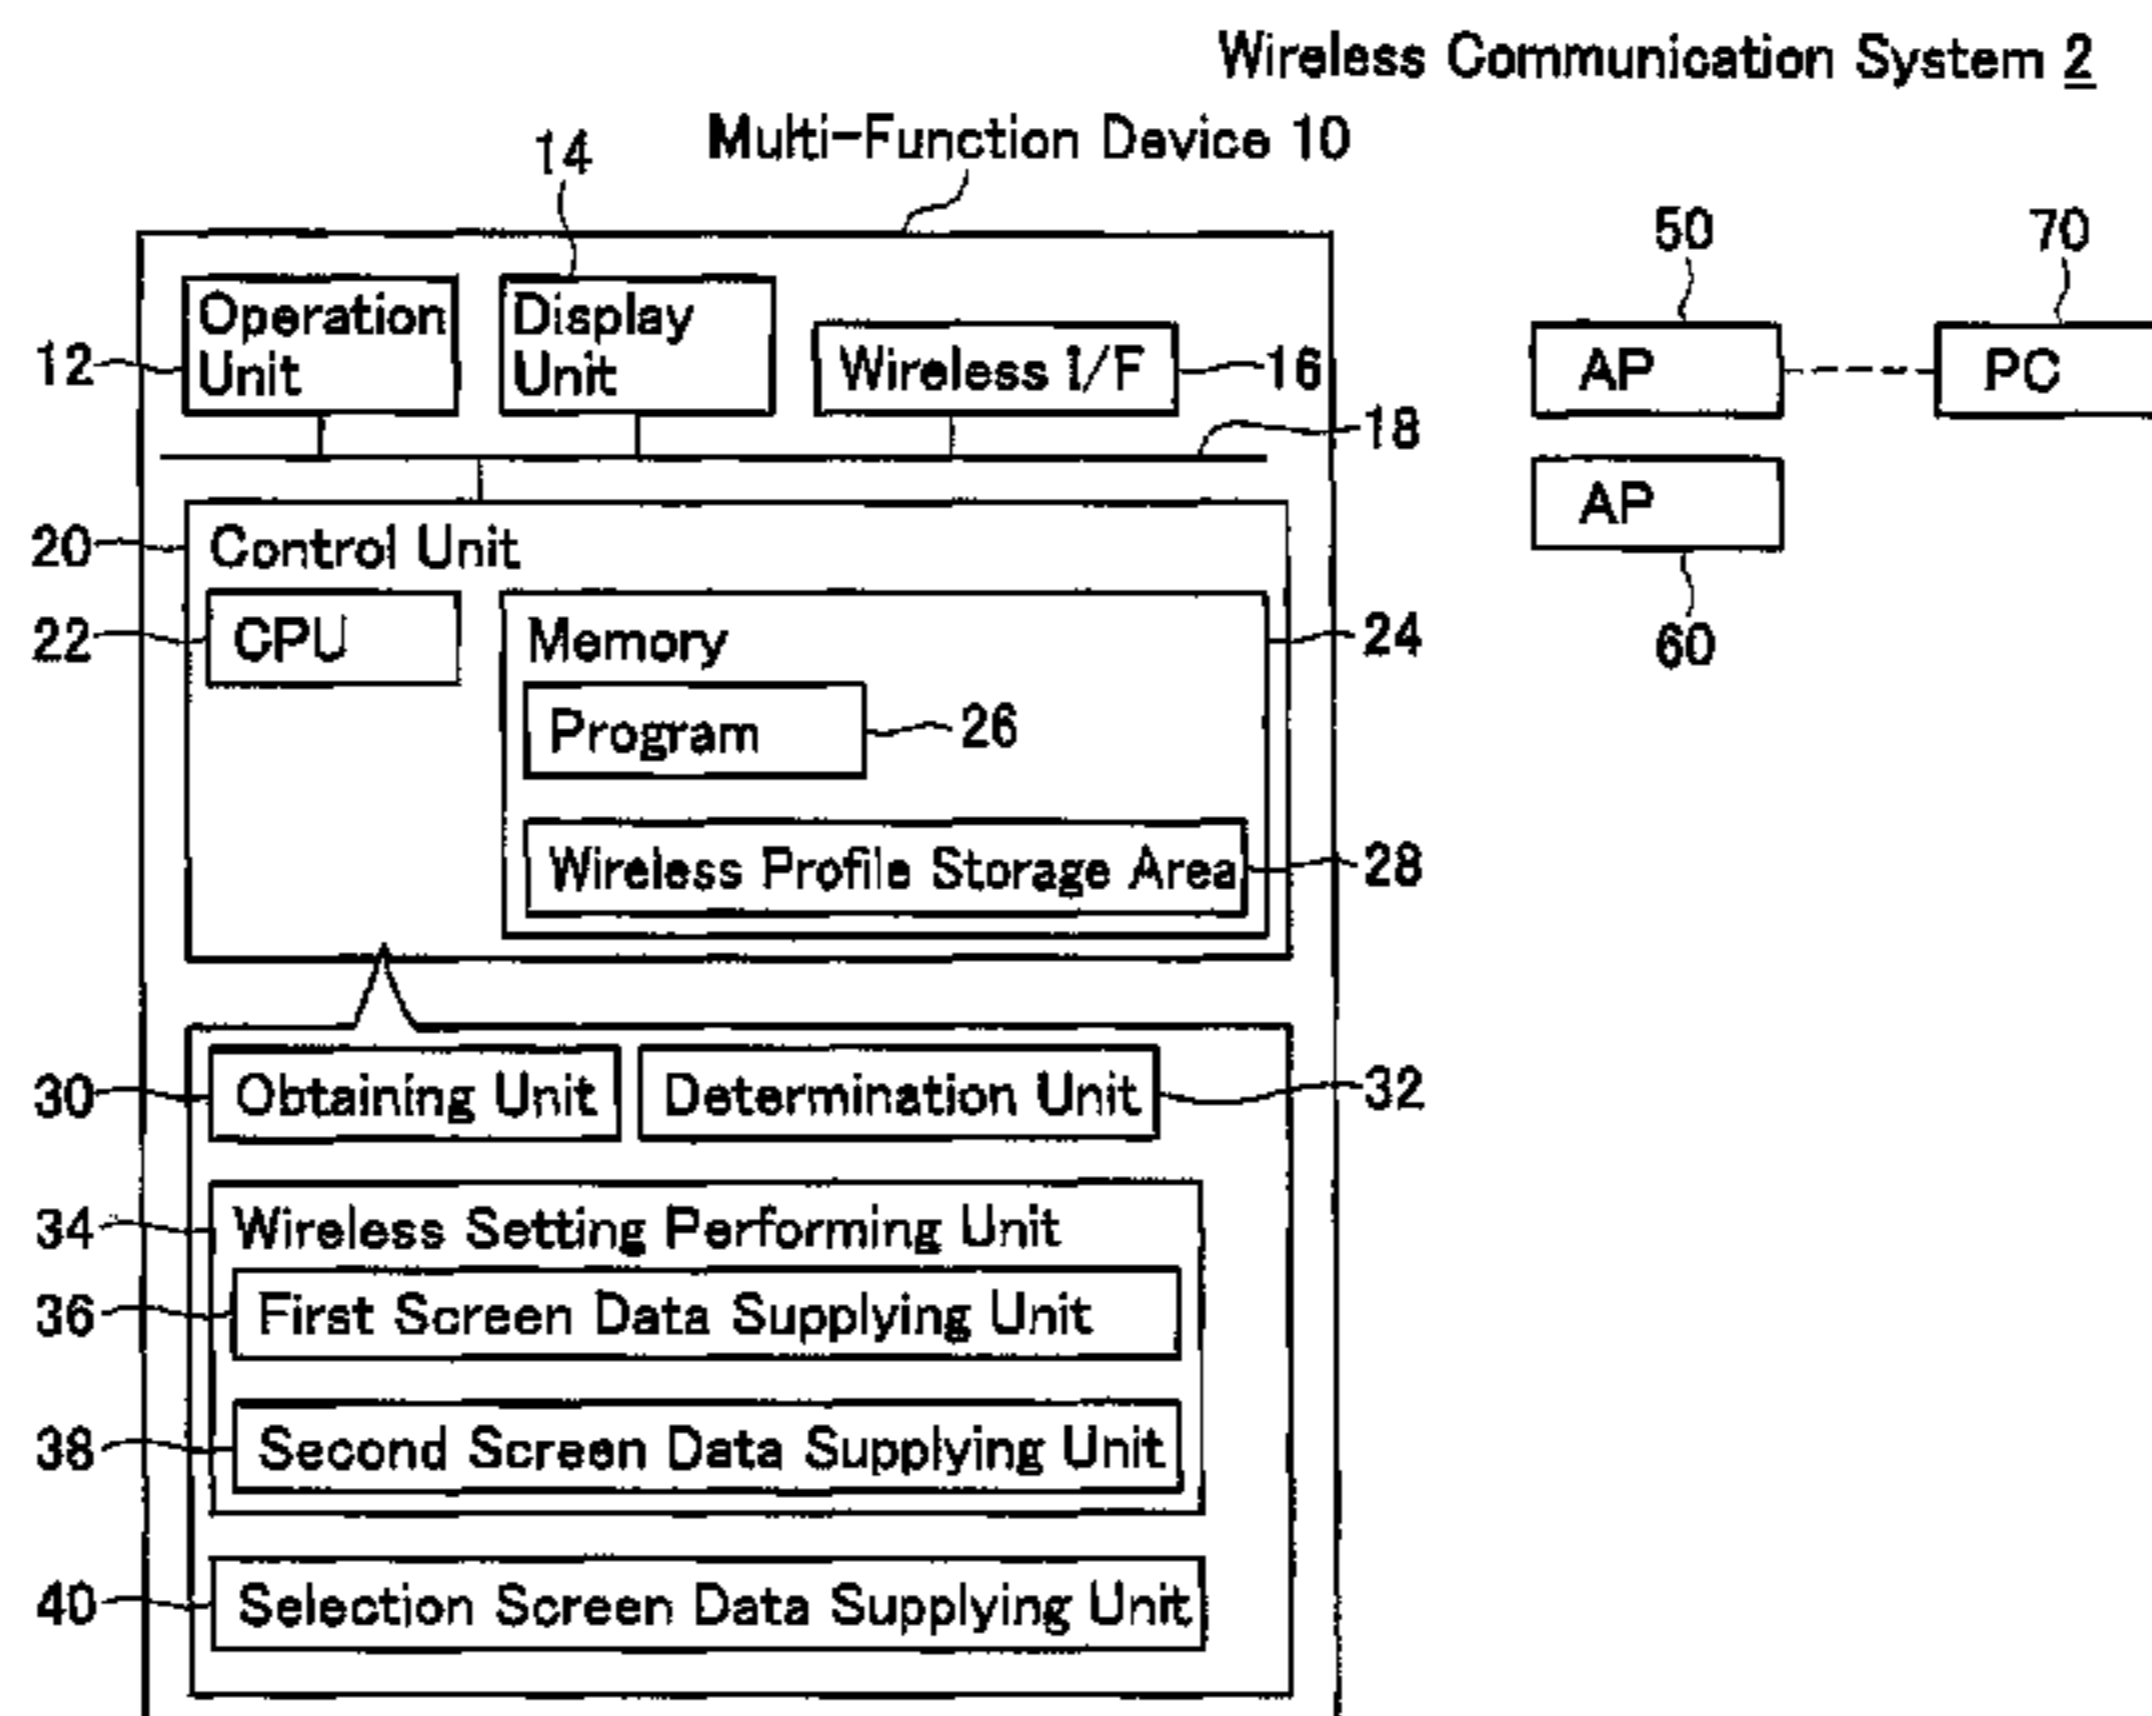 Wireless Communication System 2
Multi-Function Device 10
14
50
70
Operation
Unit
Display
Unit
12
Wireless I/F
16
AP
PC
18
AP
20
Control Unit
60
22
CPU
Memory
24
Program
26
Wireless Profile Storage Area
28
30
Obtaining Unit
Determination Unit
32
34
Wireless Setting Performing Unit
36
First Screen Data Supplying Unit
38
Second Screen Data Supplying Unit
40
Selection Screen Data Supplying Unit